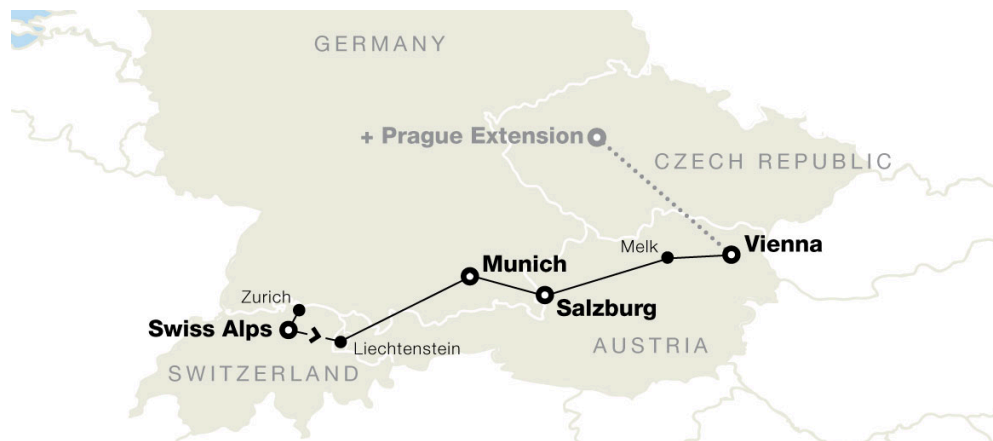 GERMANY
+ Prague Extension
CZECH REPUBLIC
Melk
Vienna
Munich
Salzburg
Zurich
Swiss Alps
Liechtenstein
AUSTRIA
SWITZERLAND